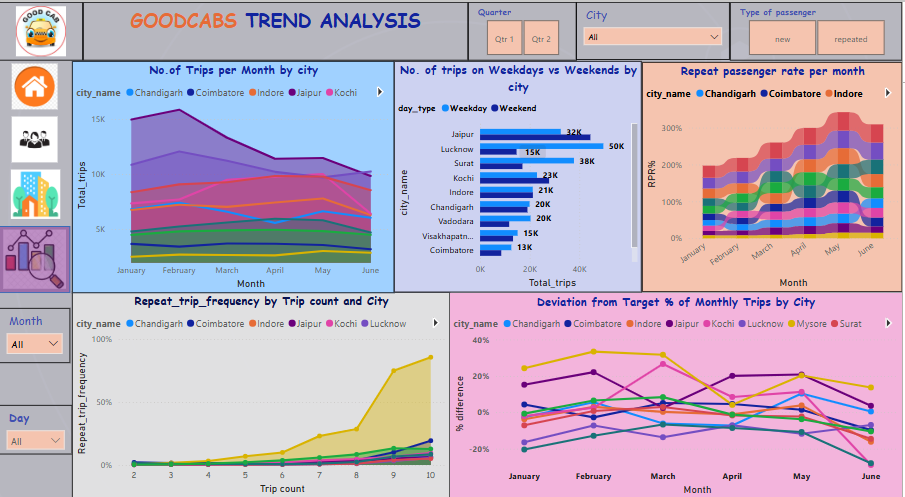 GOOD CAB
GOODCABS TREND ANALYSIS
Quarter
Qtr 1
Qtr 2
City
All
Type of passenger
new
repeated
No.of Trips per Month by city
city_name Chandigarh Coimbatore Indore Jaipur Kochi
15K
10K
5K
Total_trips
January February March April May June
Month
No. of trips on Weekdays vs Weekends by
city
day_type Weekday Weekend
city_name
Jaipur 32K
Lucknow 15K 50K
Surat 38K
Kochi 23K
Indore 21K
Chandigarh 20K
Vadodara 20K
Visakhapatn... 15K
Coimbatore 13K
0K 20K 40K
Total_trips
Repeat passenger rate per month
city_name Chandigarh Coimbatore Indore
300%
200%
100%
0%
RPR%
January February March April May June
Month
Month
All
Day
All
Repeat_trip_frequency by Trip count and City
city_name Chandigarh Coimbatore Indore Jaipur Kochi Lucknow
100%
50%
0%
Repeat_trip_frequency
2 3 4 5 6 7 8 9 10
Trip count
Deviation from Target % of Monthly Trips by City
city_name Chandigarh Coimbatore Indore Jaipur Kochi Lucknow Mysore Surat
40%
20%
0%
-20%
% difference
January February March April May June
Month